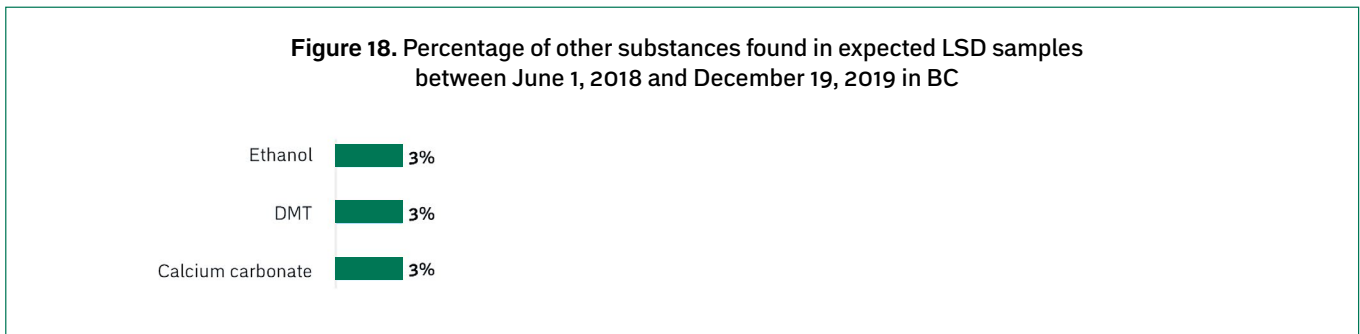 Figure 18. Percentage of other substances found in expected LSD samples
between June 1, 2018 and December 19, 2019 in BC
Ethanol 3%
DMT 3%
Calcium carbonate 3%